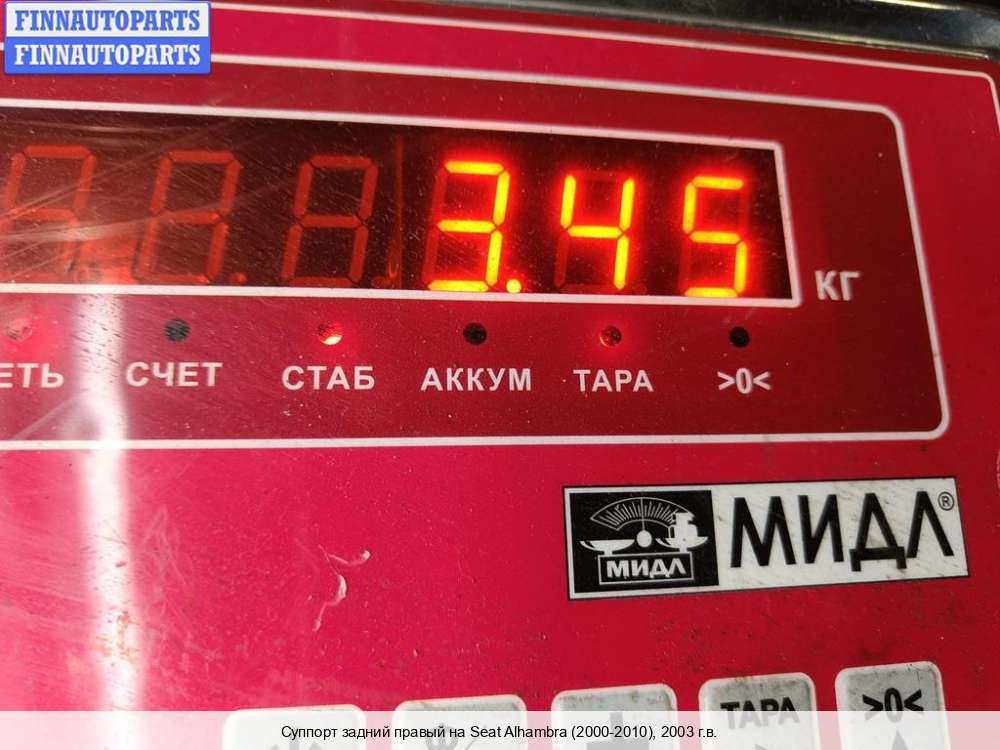 FINNAUTOPARTS
FINNAUTOPARTS
3.45
КГ
СЧЕТ СТАБ АККУМ ТАРА >0<
МИДЛ МИДЛ®
ТАРА >0<
Суппорт задний правый на Seat Alhambra (2000-2010), 2003 г.в.